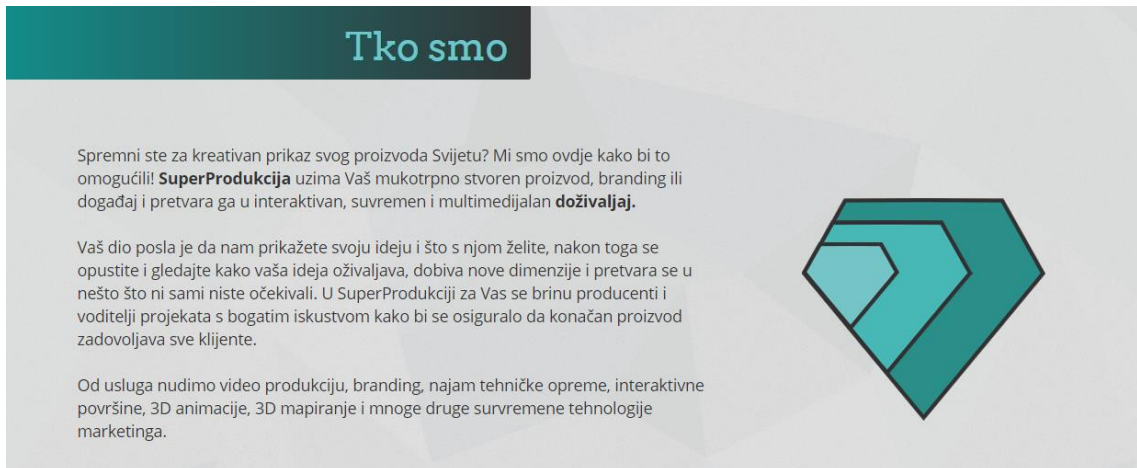 Tko smo
Spremni ste za kreativan prikaz svog proizvoda Svijetu? Mi smo ovdje kako bi to
omogućili! SuperProdukcija uzima Vaš mukotrpno stvoren proizvod, branding ili
događaj i pretvara ga u interaktivan, suvremen i multimedijalan doživaljaj.
Vaš dio posla je da nam prikažete svoju ideju i što s njom želite, nakon toga se
opustite i gledajte kako vaša ideja oživaljava, dobiva nove dimenzije i pretvara se u
nešto što ni sami niste očekivali. U SuperProdukciji za Vas se brinu producenti i
voditelji projekata s bogatim iskustvom kako bi se osiguralo da konačan proizvod
zadovoljava sve klijente.
Od usluga nudimo video produkciju, branding, najam tehničke opreme, interaktivne
površine, 3D animacije, 3D mapiranje i mnoge druge survremene tehnologije
marketinga.